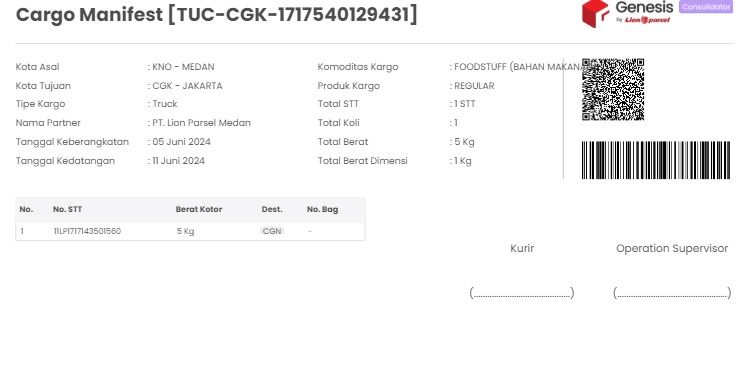 Cargo Manifest [TUC-CGK-1717540129431]
Genesis
by Lion parcel
Consolidator
Kota Asal : KNO - MEDAN
Kota Tujuan : CGK - JAKARTA
Tipe Kargo : Truck
Nama Partner : PT. Lion Parsel Medan
Tanggal Keberangkatan : 05 Juni 2024
Tanggal Kedatangan : 11 Juni 2024
Komoditas Kargo : FOODSTUFF (BAHAN
Produk Kargo : REGULAR
Total STT : 1 STT
Total Koli : 1
Total Berat : 5 Kg
Total Berat Dimensi : 1 Kg
No. No. STT Berat Kotor Dest. No. Bag
1 11LP1717143501560 5 Kg CGN -
Kurir Operation Supervisor
(..............................................) (......................................................)